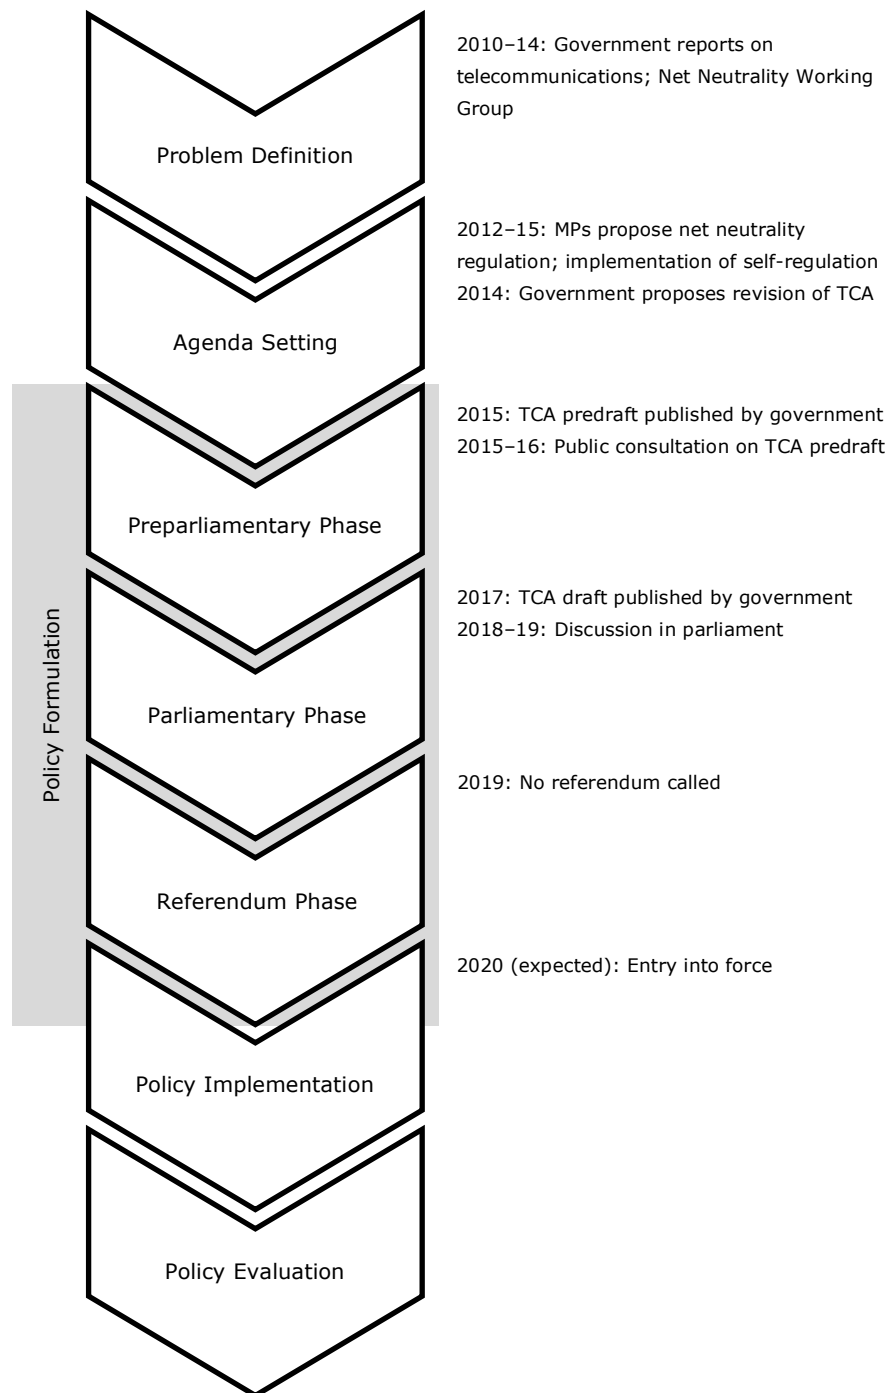 2010–14: Government reports on
telecommunications; Net Neutrality Working
Group
Problem Definition
2012–15: MPs propose net neutrality
regulation; implementation of self-regulation
2014: Government proposes revision of TCA
Agenda Setting
Policy Formulation
2015: TCA predraft published by government
2015–16: Public consultation on TCA predraft
Preparliamentary Phase
2017: TCA draft published by government
2018–19: Discussion in parliament
Parliamentary Phase
2019: No referendum called
Referendum Phase
2020 (expected): Entry into force
Policy Implementation
Policy Evaluation